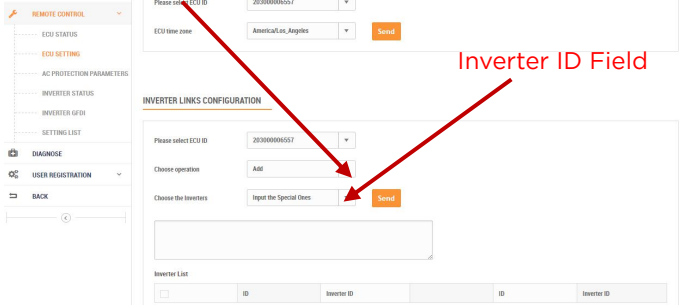 Please select ECU ID
203000006557
REMOTE CONTROL
ECU STATUS
ECU time zone
America/Los_Angeles
Send
ECU SETTING
Inverter ID Field
AC PROTECTION PARAMETERS
INVERTER STATUS
INVERTER LINKS CONFIGURATION
INVERTER GFDI
SETTING LIST
Please select ECU ID
203000006557
DIAGNOSE
Choose operation
Add
USER REGISTRATION
BACK
Choose the Inverters
Input the Special Ones
Send
Inverter List
ID
Inverter ID
ID
Inverter ID